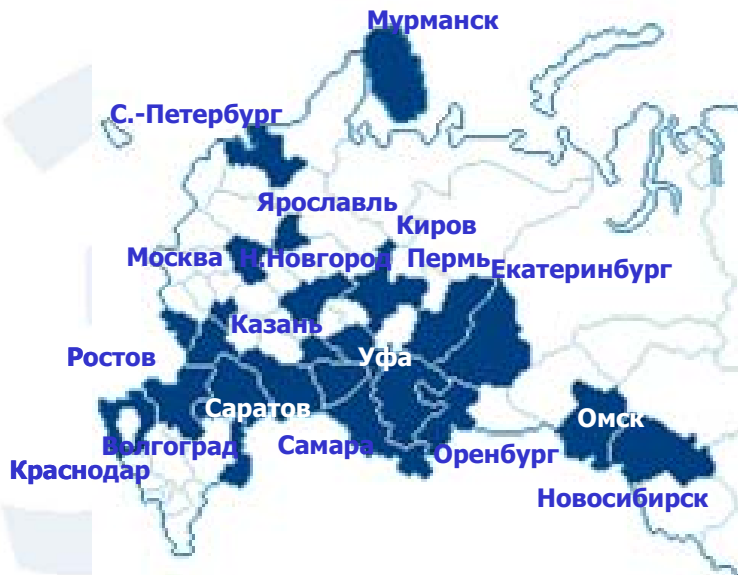 Мурманск
С.-Петербург
Ярославль
Киров
Москва
Н.Новгород
Пермь
Екатеринбург
Казань
Ростов
Уфа
Саратов
Омск
Волгоград
Самара
Оренбург
Краснодар
Новосибирск